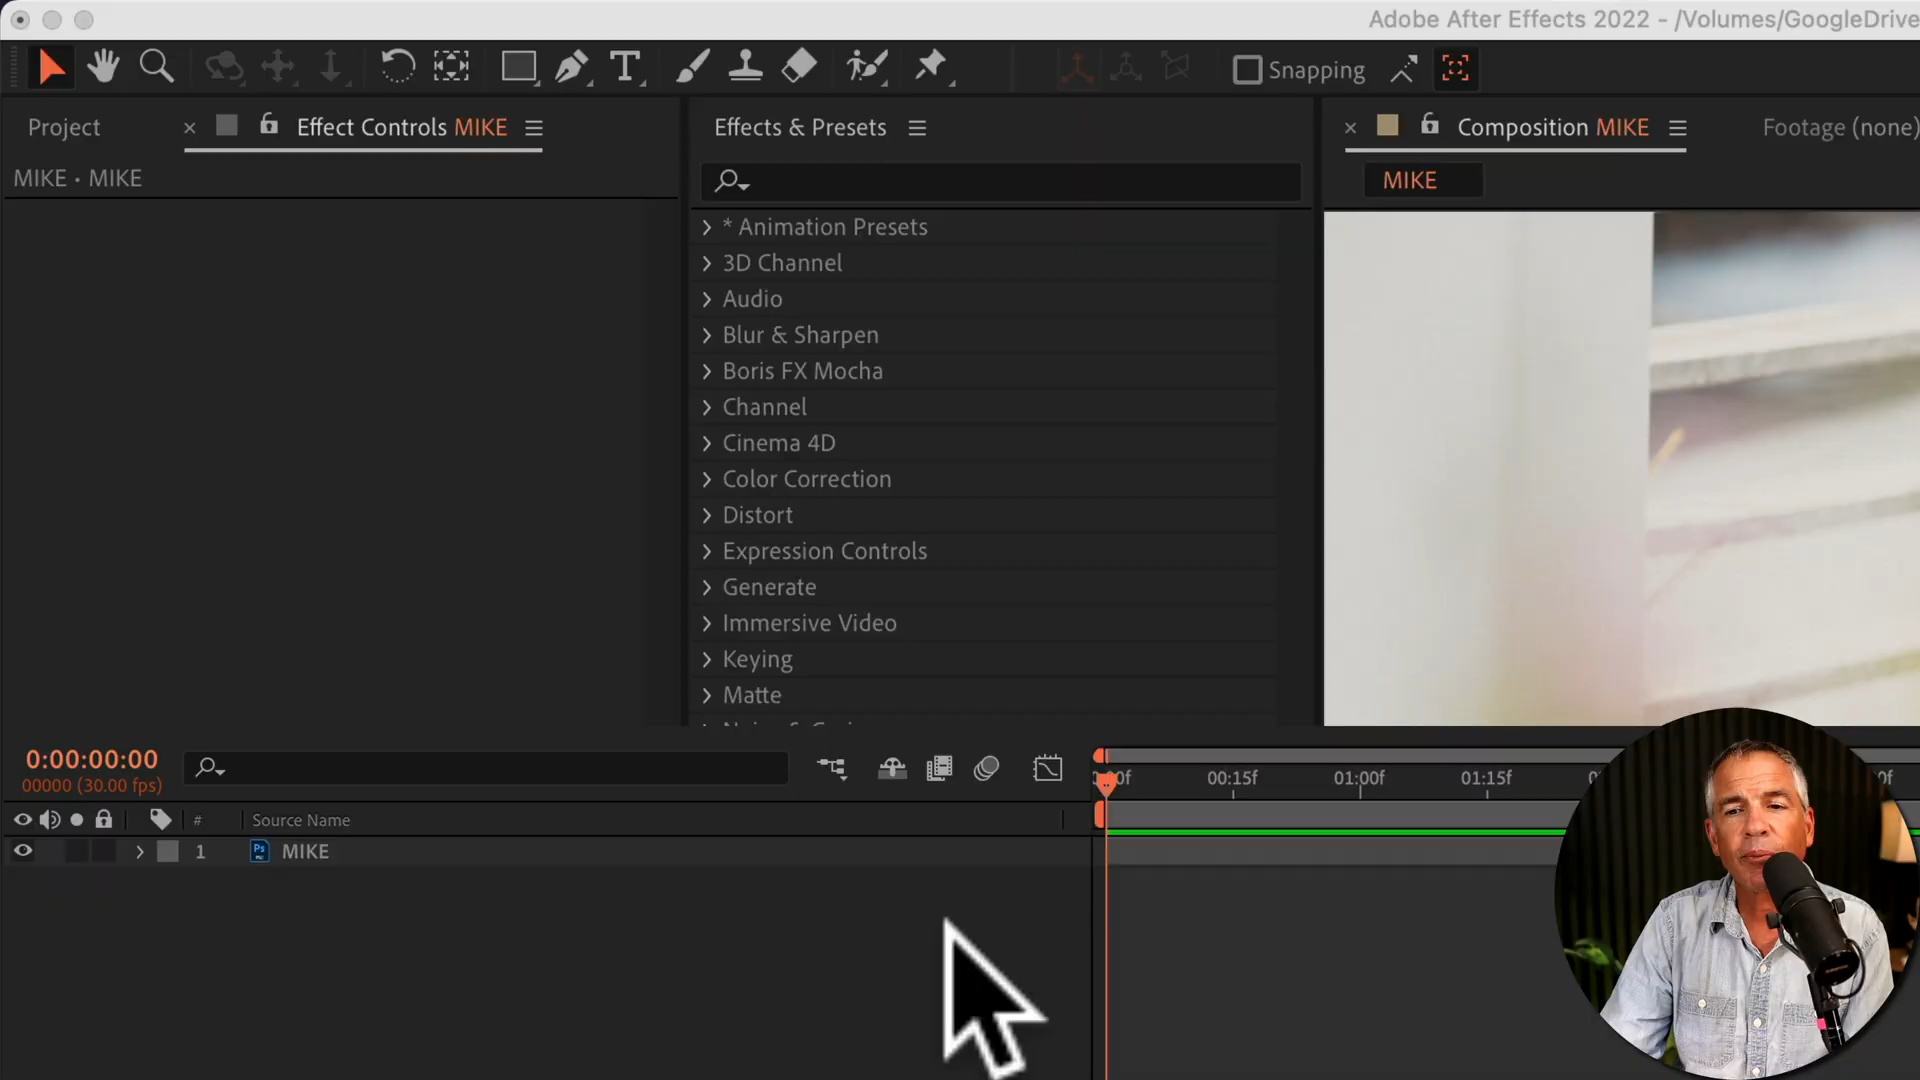 Adobe After Effects 2022 - /Volumes/GoogleDrive
Snapping
Project
Effect Controls MIKE
Effects & Presets
Composition MIKE
Footage (none)
MIKE • MIKE
MIKE
* Animation Presets
3D Channel
Audio
Blur & Sharpen
Boris FX Mocha
Channel
Cinema 4D
Color Correction
Distort
Expression Controls
Generate
Immersive Video
Keying
Matte
0:00:00:00
00000 (30.00 fps)
00:15f
01:00f
01:15f
# Source Name
1 Ps MIKE